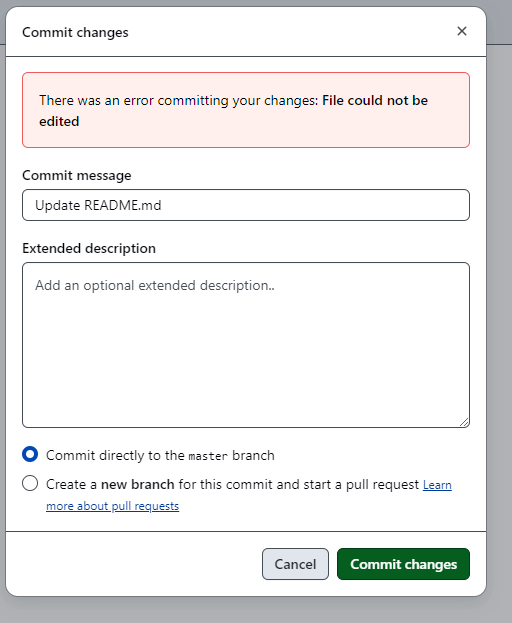 Commit changes
There was an error committing your changes: File could not be
edited
Commit message
Update README.md
Extended description
Add an optional extended description..
Commit directly to the master branch
Create a new branch for this commit and start a pull request Learn
more about pull requests
Cancel
Commit changes